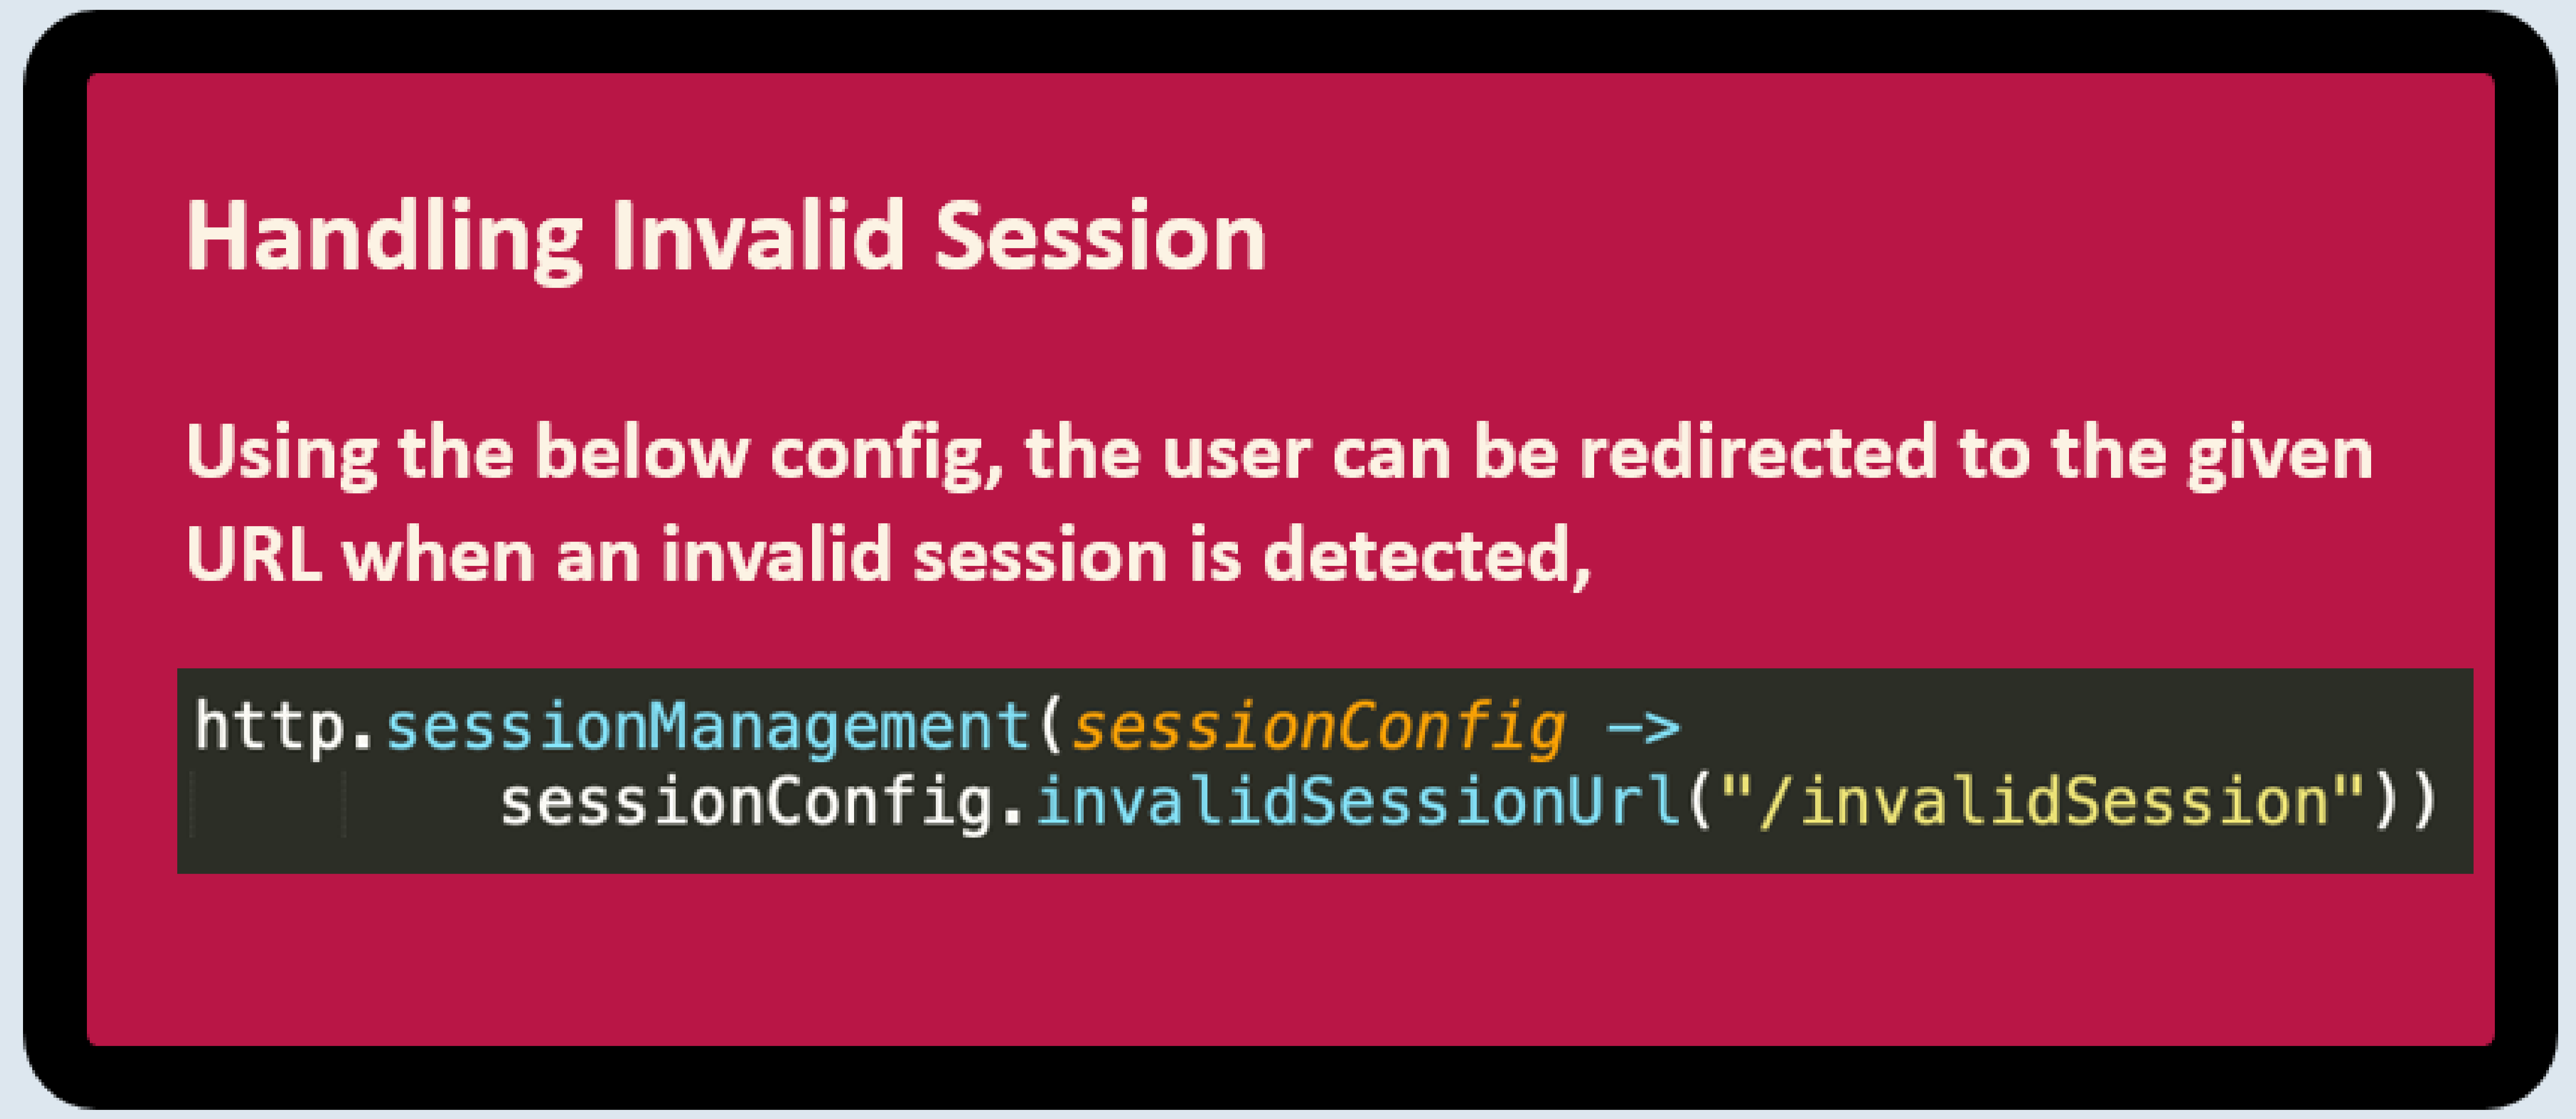 Handling Invalid Session
Using the below config, the user can be redirected to the given
URL when an invalid session is detected,
http.sessionManagement(sessionConfig ->
sessionConfig.invalidSessionUrl("/invalidSession"))